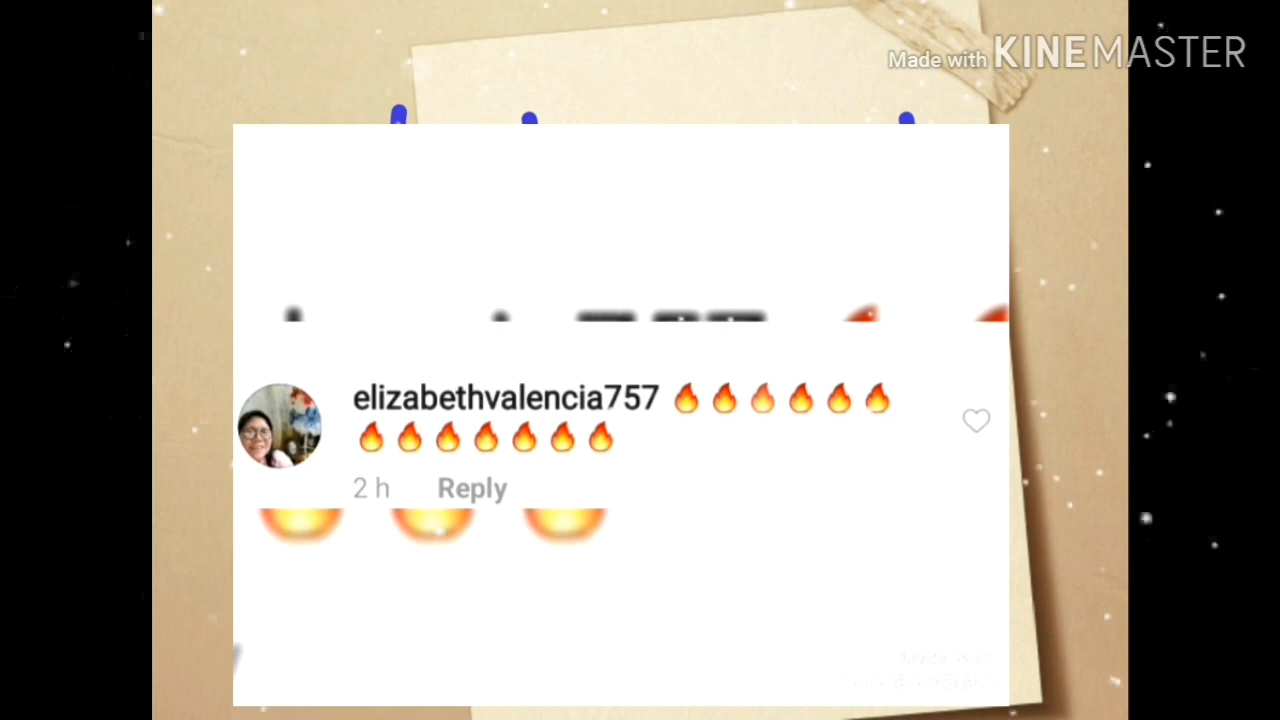 Made with KINEMASTER
elizabethvalencia757 🔥🔥🔥🔥🔥🔥
🔥🔥🔥🔥🔥🔥🔥
2 h Reply